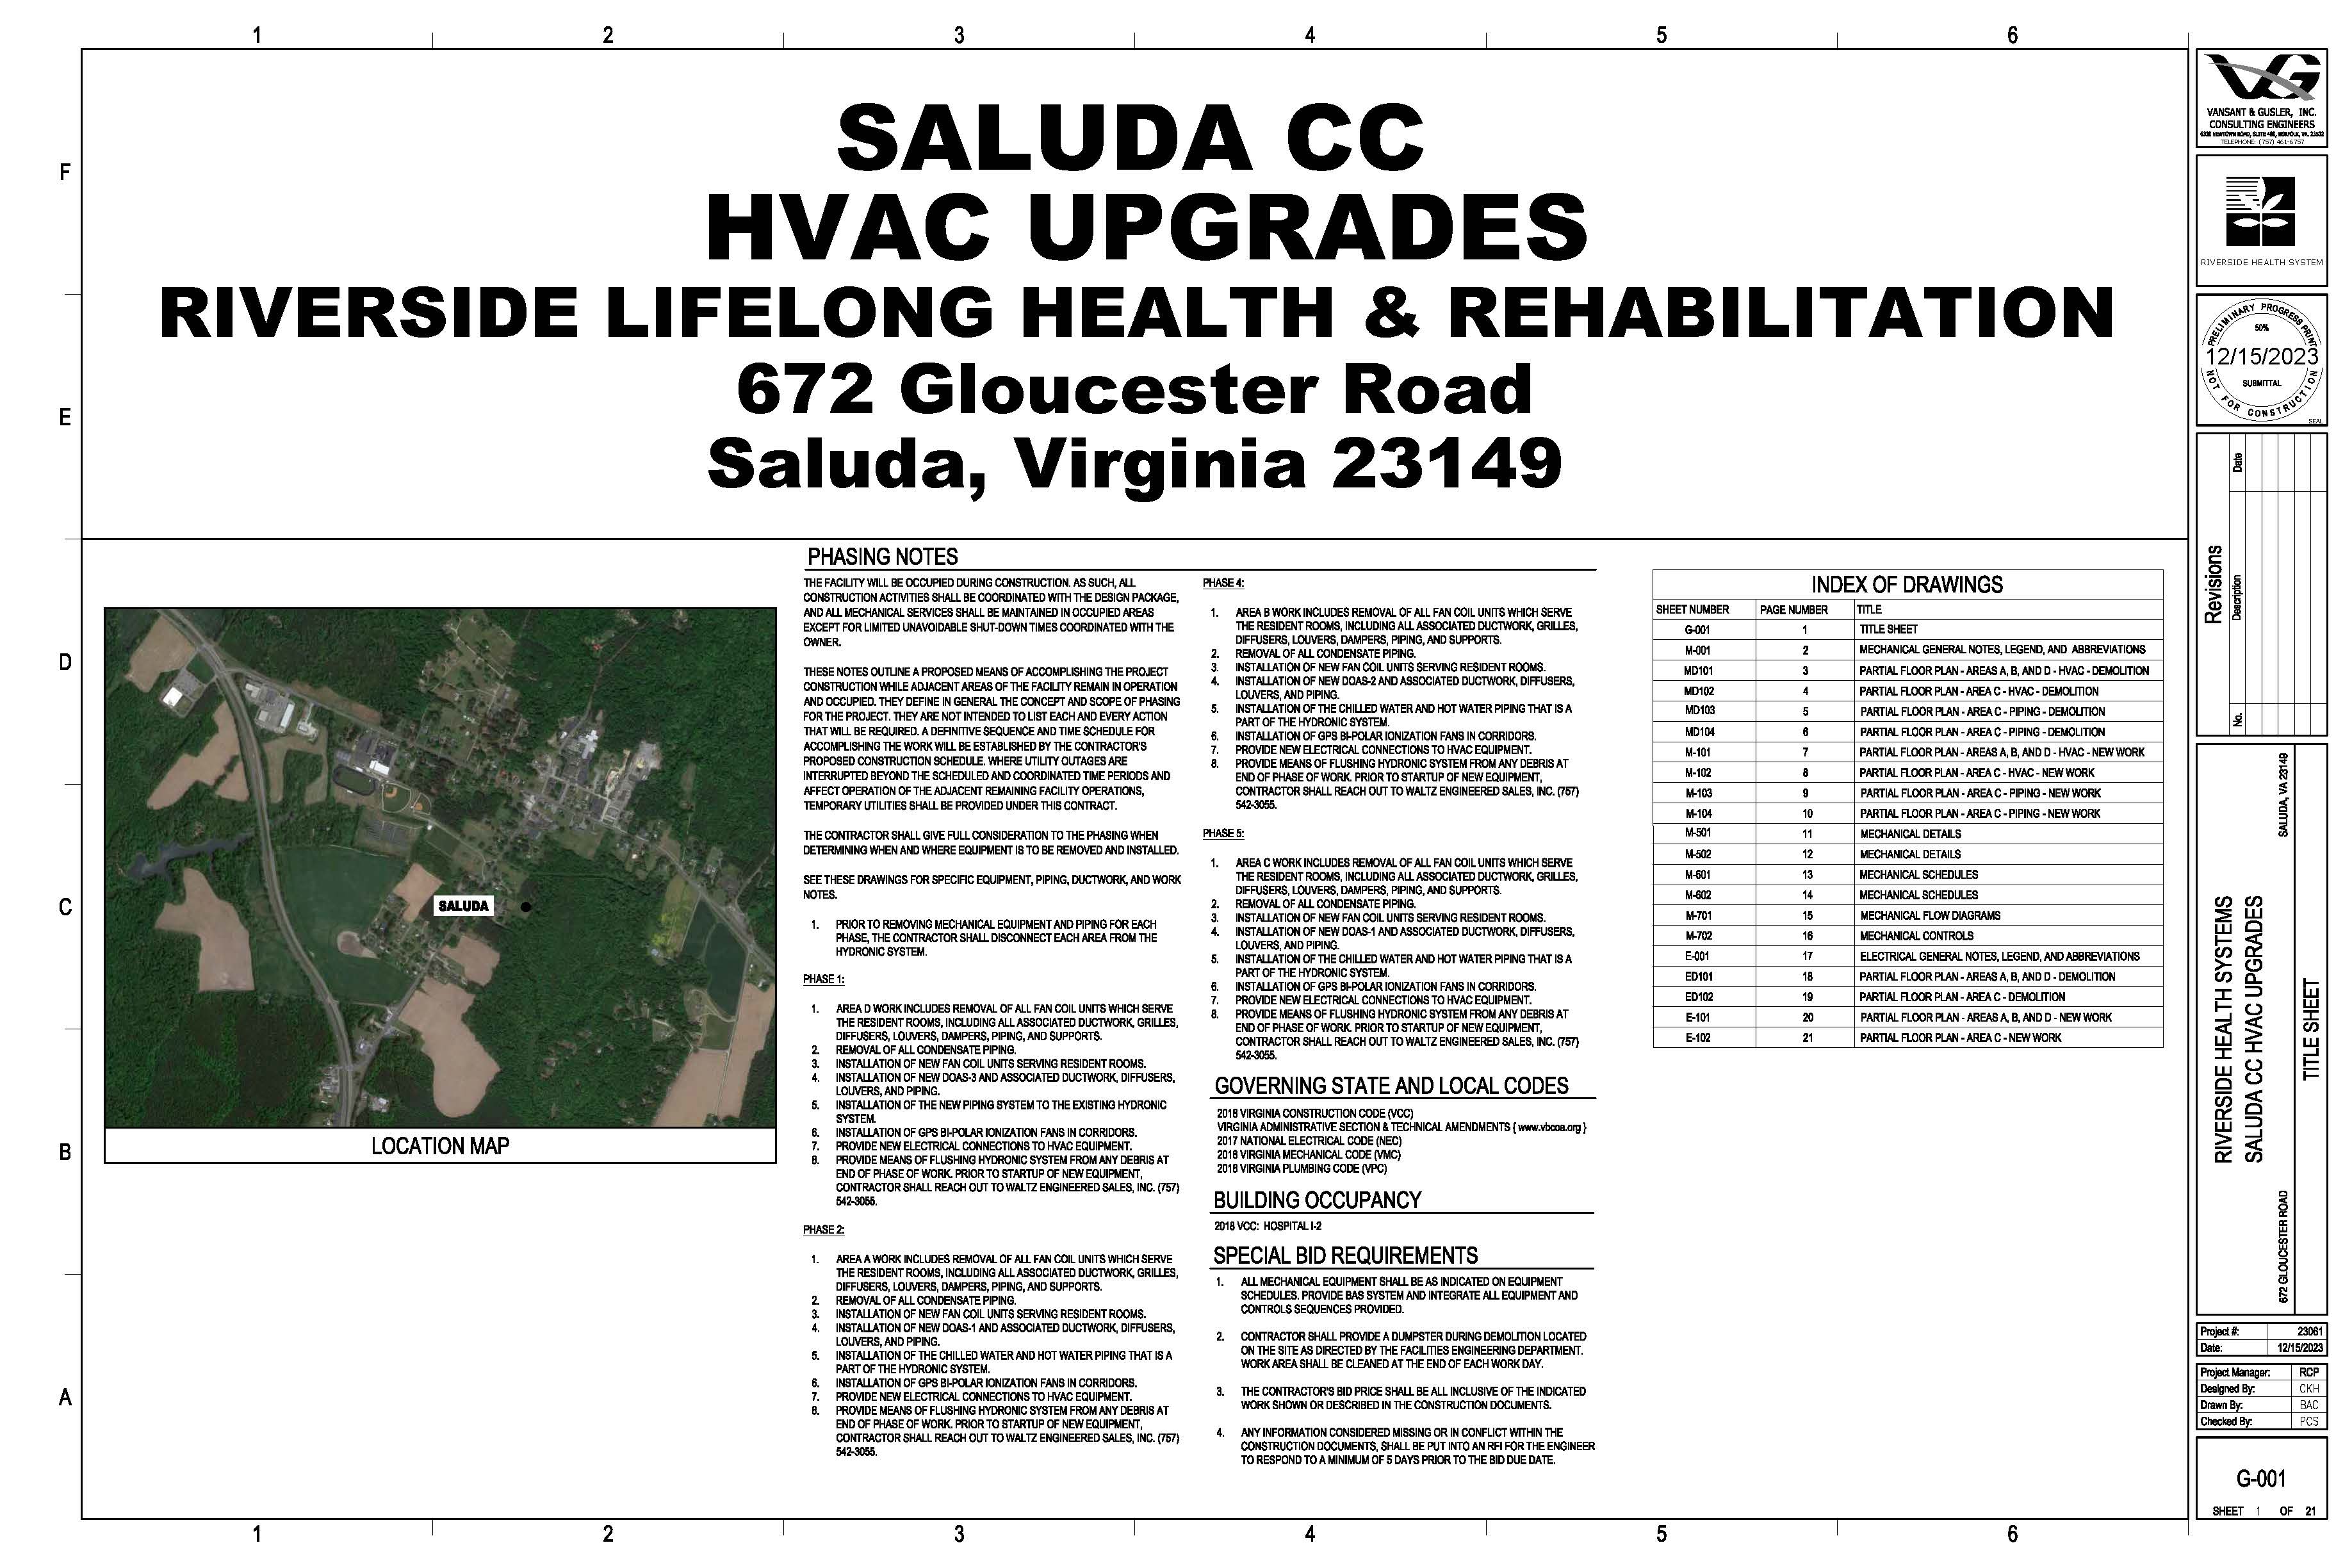 1 2 3 4 5 6
SALUDA CC
HVAC UPGRADES
RIVERSIDE LIFELONG HEALTH & REHABILITATION
672 Gloucester Road
Saluda, Virginia 23149
F
E
D
C
B
A
SALUDA
LOCATION MAP
PHASING NOTES
THE FACILITY WILL BE OCCUPIED DURING CONSTRUCTION. AS SUCH, ALL
CONSTRUCTION ACTIVITIES SHALL BE COORDINATED WITH THE DESIGN PACKAGE,
AND ALL MECHANICAL SERVICES SHALL BE MAINTAINED IN OCCUPIED AREAS
EXCEPT FOR LIMITED UNAVOIDABLE SHUT-DOWN TIMES COORDINATED WITH THE
OWNER.
THESE NOTES OUTLINE A PROPOSED MEANS OF ACCOMPLISHING THE PROJECT
CONSTRUCTION WHILE ADJACENT AREAS OF THE FACILITY REMAIN IN OPERATION
AND OCCUPIED. THEY DEFINE IN GENERAL THE CONCEPT AND SCOPE OF PHASING
FOR THE PROJECT. THEY ARE NOT INTENDED TO LIST EACH AND EVERY ACTION
THAT WILL BE REQUIRED. A DEFINITIVE SEQUENCE AND TIME SCHEDULE FOR
ACCOMPLISHING THE WORK WILL BE ESTABLISHED BY THE CONTRACTOR'S
PROPOSED CONSTRUCTION SCHEDULE. WHERE UTILITY OUTAGES ARE
INTERRUPTED BEYOND THE SCHEDULED AND COORDINATED TIME PERIODS AND
AFFECT OPERATION OF THE ADJACENT REMAINING FACILITY OPERATIONS,
TEMPORARY UTILITIES SHALL BE PROVIDED UNDER THIS CONTRACT.
THE CONTRACTOR SHALL GIVE FULL CONSIDERATION TO THE PHASING WHEN
DETERMINING WHEN AND WHERE EQUIPMENT IS TO BE REMOVED AND INSTALLED.
SEE THESE DRAWINGS FOR SPECIFIC EQUIPMENT, PIPING, DUCTWORK, AND WORK
NOTES.
1. PRIOR TO REMOVING MECHANICAL EQUIPMENT AND PIPING FOR EACH
PHASE, THE CONTRACTOR SHALL DISCONNECT EACH AREA FROM THE
HYDRONIC SYSTEM.
PHASE 1:
1. AREA D WORK INCLUDES REMOVAL OF ALL FAN COIL UNITS WHICH SERVE
THE RESIDENT ROOMS, INCLUDING ALL ASSOCIATED DUCTWORK, GRILLES,
DIFFUSERS, LOUVERS, DAMPERS, PIPING, AND SUPPORTS.
2. REMOVAL OF ALL CONDENSATE PIPING.
3. INSTALLATION OF NEW FAN COIL UNITS SERVING RESIDENT ROOMS.
4. INSTALLATION OF NEW DOAS-3 AND ASSOCIATED DUCTWORK, DIFFUSERS,
LOUVERS, AND PIPING.
5. INSTALLATION OF THE NEW PIPING SYSTEM TO THE EXISTING HYDRONIC
SYSTEM.
6. INSTALLATION OF GPS BI-POLAR IONIZATION FANS IN CORRIDORS.
7. PROVIDE NEW ELECTRICAL CONNECTIONS TO HVAC EQUIPMENT.
8. PROVIDE MEANS OF FLUSHING HYDRONIC SYSTEM FROM ANY DEBRIS AT
END OF PHASE OF WORK. PRIOR TO STARTUP OF NEW EQUIPMENT,
CONTRACTOR SHALL REACH OUT TO WALTZ ENGINEERED SALES, INC. (757)
542-3055.
PHASE 2:
1. AREA A WORK INCLUDES REMOVAL OF ALL FAN COIL UNITS WHICH SERVE
THE RESIDENT ROOMS, INCLUDING ALL ASSOCIATED DUCTWORK, GRILLES,
DIFFUSERS, LOUVERS, DAMPERS, PIPING, AND SUPPORTS.
2. REMOVAL OF ALL CONDENSATE PIPING.
3. INSTALLATION OF NEW FAN COIL UNITS SERVING RESIDENT ROOMS.
4. INSTALLATION OF NEW DOAS-1 AND ASSOCIATED DUCTWORK, DIFFUSERS,
LOUVERS, AND PIPING.
5. INSTALLATION OF THE CHILLED WATER AND HOT WATER PIPING THAT IS A
PART OF THE HYDRONIC SYSTEM.
6. INSTALLATION OF GPS BI-POLAR IONIZATION FANS IN CORRIDORS.
7. PROVIDE NEW ELECTRICAL CONNECTIONS TO HVAC EQUIPMENT.
8. PROVIDE MEANS OF FLUSHING HYDRONIC SYSTEM FROM ANY DEBRIS AT
END OF PHASE OF WORK. PRIOR TO STARTUP OF NEW EQUIPMENT,
CONTRACTOR SHALL REACH OUT TO WALTZ ENGINEERED SALES, INC. (757)
542-3055.
PHASE 4:
1. AREA B WORK INCLUDES REMOVAL OF ALL FAN COIL UNITS WHICH SERVE
THE RESIDENT ROOMS, INCLUDING ALL ASSOCIATED DUCTWORK, GRILLES,
DIFFUSERS, LOUVERS, DAMPERS, PIPING, AND SUPPORTS.
2. REMOVAL OF ALL CONDENSATE PIPING.
3. INSTALLATION OF NEW FAN COIL UNITS SERVING RESIDENT ROOMS.
4. INSTALLATION OF NEW DOAS-2 AND ASSOCIATED DUCTWORK, DIFFUSERS,
LOUVERS, AND PIPING.
5. INSTALLATION OF THE CHILLED WATER AND HOT WATER PIPING THAT IS A
PART OF THE HYDRONIC SYSTEM.
6. INSTALLATION OF GPS BI-POLAR IONIZATION FANS IN CORRIDORS.
7. PROVIDE NEW ELECTRICAL CONNECTIONS TO HVAC EQUIPMENT.
8. PROVIDE MEANS OF FLUSHING HYDRONIC SYSTEM FROM ANY DEBRIS AT
END OF PHASE OF WORK. PRIOR TO STARTUP OF NEW EQUIPMENT,
CONTRACTOR SHALL REACH OUT TO WALTZ ENGINEERED SALES, INC. (757)
542-3055.
PHASE 5:
1. AREA C WORK INCLUDES REMOVAL OF ALL FAN COIL UNITS WHICH SERVE
THE RESIDENT ROOMS, INCLUDING ALL ASSOCIATED DUCTWORK, GRILLES,
DIFFUSERS, LOUVERS, DAMPERS, PIPING, AND SUPPORTS.
2. REMOVAL OF ALL CONDENSATE PIPING.
3. INSTALLATION OF NEW FAN COIL UNITS SERVING RESIDENT ROOMS.
4. INSTALLATION OF NEW DOAS-1 AND ASSOCIATED DUCTWORK, DIFFUSERS,
LOUVERS, AND PIPING.
5. INSTALLATION OF THE CHILLED WATER AND HOT WATER PIPING THAT IS A
PART OF THE HYDRONIC SYSTEM.
6. INSTALLATION OF GPS BI-POLAR IONIZATION FANS IN CORRIDORS.
7. PROVIDE NEW ELECTRICAL CONNECTIONS TO HVAC EQUIPMENT.
8. PROVIDE MEANS OF FLUSHING HYDRONIC SYSTEM FROM ANY DEBRIS AT
END OF PHASE OF WORK. PRIOR TO STARTUP OF NEW EQUIPMENT,
CONTRACTOR SHALL REACH OUT TO WALTZ ENGINEERED SALES, INC. (757)
542-3055.
GOVERNING STATE AND LOCAL CODES
2018 VIRGINIA CONSTRUCTION CODE (VCC)
VIRGINIA ADMINISTRATIVE SECTION & TECHNICAL AMENDMENTS { www.vbcoa.org }
2017 NATIONAL ELECTRICAL CODE (NEC)
2018 VIRGINIA MECHANICAL CODE (VMC)
2018 VIRGINIA PLUMBING CODE (VPC)
BUILDING OCCUPANCY
2018 VCC: HOSPITAL I-2
SPECIAL BID REQUIREMENTS
1. ALL MECHANICAL EQUIPMENT SHALL BE AS INDICATED ON EQUIPMENT
SCHEDULES. PROVIDE BAS SYSTEM AND INTEGRATE ALL EQUIPMENT AND
CONTROLS SEQUENCES PROVIDED.
2. CONTRACTOR SHALL PROVIDE A DUMPSTER DURING DEMOLITION LOCATED
ON THE SITE AS DIRECTED BY THE FACILITIES ENGINEERING DEPARTMENT.
WORK AREA SHALL BE CLEANED AT THE END OF EACH WORK DAY.
3. THE CONTRACTOR'S BID PRICE SHALL BE ALL INCLUSIVE OF THE INDICATED
WORK SHOWN OR DESCRIBED IN THE CONSTRUCTION DOCUMENTS.
4. ANY INFORMATION CONSIDERED MISSING OR IN CONFLICT WITHIN THE
CONSTRUCTION DOCUMENTS, SHALL BE PUT INTO AN RFI FOR THE ENGINEER
TO RESPOND TO A MINIMUM OF 5 DAYS PRIOR TO THE BID DUE DATE.
INDEX OF DRAWINGS
SHEET NUMBER PAGE NUMBER TITLE
G-001 1 TITLE SHEET
M-001 2 MECHANICAL GENERAL NOTES, LEGEND, AND ABBREVIATIONS
MD101 3 PARTIAL FLOOR PLAN - AREAS A, B, AND D - HVAC - DEMOLITION
MD102 4 PARTIAL FLOOR PLAN - AREA C - HVAC - DEMOLITION
MD103 5 PARTIAL FLOOR PLAN - AREA C - PIPING - DEMOLITION
MD104 6 PARTIAL FLOOR PLAN - AREA C - PIPING - DEMOLITION
M-101 7 PARTIAL FLOOR PLAN - AREAS A, B, AND D - HVAC - NEW WORK
M-102 8 PARTIAL FLOOR PLAN - AREA C - HVAC - NEW WORK
M-103 9 PARTIAL FLOOR PLAN - AREA C - PIPING - NEW WORK
M-104 10 PARTIAL FLOOR PLAN - AREA C - PIPING - NEW WORK
M-501 11 MECHANICAL DETAILS
M-502 12 MECHANICAL DETAILS
M-601 13 MECHANICAL SCHEDULES
M-602 14 MECHANICAL SCHEDULES
M-701 15 MECHANICAL FLOW DIAGRAMS
M-702 16 MECHANICAL CONTROLS
E-001 17 ELECTRICAL GENERAL NOTES, LEGEND, AND ABBREVIATIONS
ED101 18 PARTIAL FLOOR PLAN - AREAS A, B, AND D - DEMOLITION
ED102 19 PARTIAL FLOOR PLAN - AREA C - DEMOLITION
E-101 20 PARTIAL FLOOR PLAN - AREAS A, B, AND D - NEW WORK
E-102 21 PARTIAL FLOOR PLAN - AREA C - NEW WORK
VG
VANSANT & GUSLER, INC.
CONSULTING ENGINEERS
TELEPHONE: (757) 461-6757
RIVERSIDE HEALTH SYSTEM
PRELIMINARY PROGRESS PRINT
50%
12/15/2023
SUBMITTAL
NOT FOR CONSTRUCTION
SEAL
Revisions
No. Description Date
RIVERSIDE HEALTH SYSTEMS
SALUDA CC HVAC UPGRADES
672 GLOUCESTER ROAD SALUDA, VA 23149
TITLE SHEET
Project #: 23061
Date: 12/15/2023
Project Manager: RCP
Designed By: CKH
Drawn By: BAC
Checked By: PCS
G-001
SHEET 1 OF 21
1 2 3 4 5 6